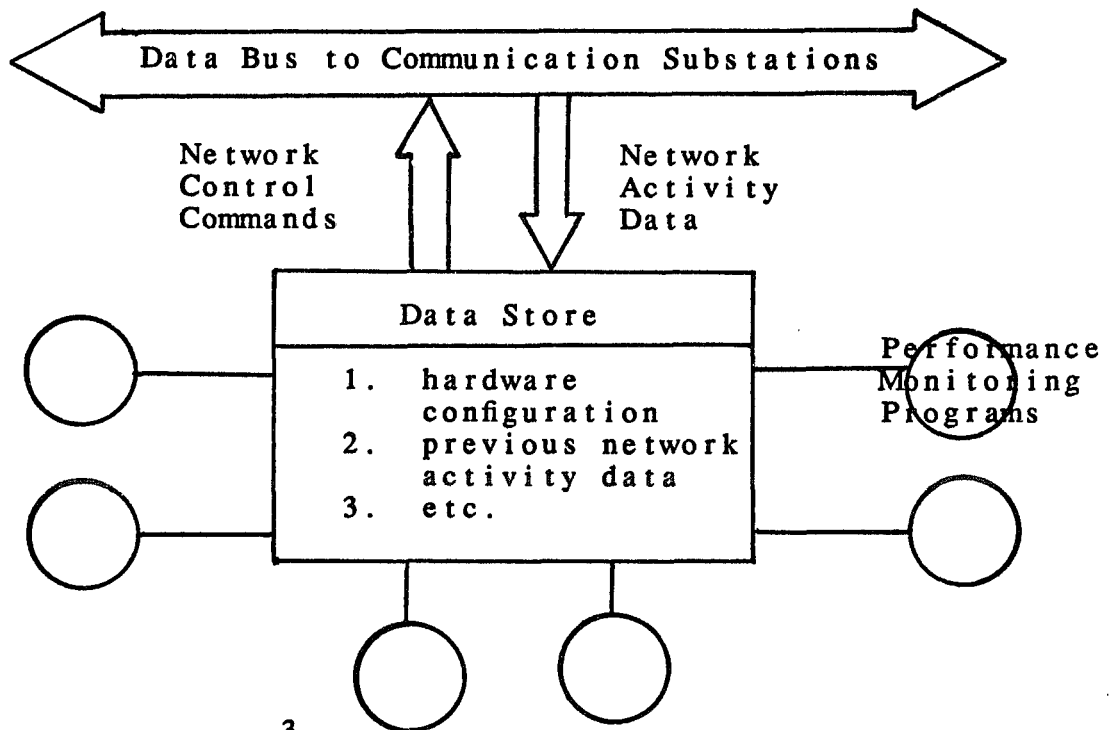 Data Bus to Communication Substations
Network
Control
Commands
Network
Activity
Data
Data Store
Performance
Monitoring
Programs
1. hardware
configuration
2. previous network
activity data
3. etc.
3